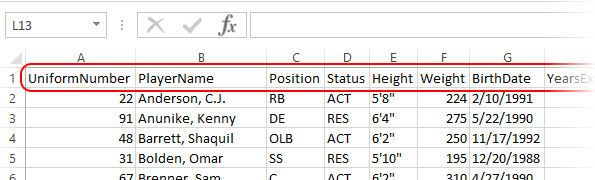 L13
fx
A B C D E F G
1 UniformNumber PlayerName Position Status Height Weight BirthDate YearsEx
2 22 Anderson, C.J. RB ACT 5'8" 224 2/10/1991
3 91 Anunike, Kenny DE RES 6'4" 275 5/22/1990
4 48 Barrett, Shaquil OLB ACT 6'2" 250 11/17/1992
5 31 Bolden, Omar SS RES 5'10" 195 12/20/1988
6 67 Brenner, Sam C ACT 6'2" 310 4/27/1990